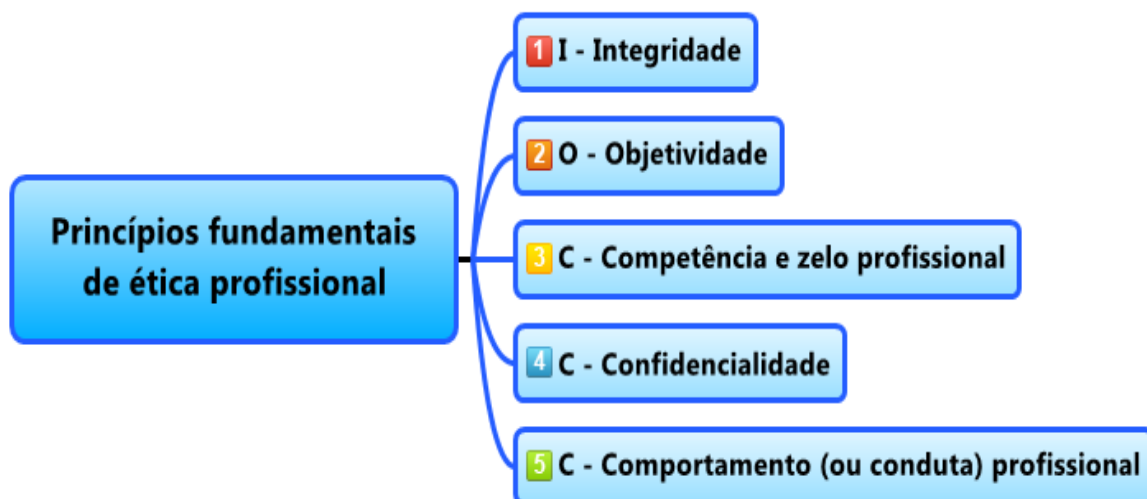 Princípios fundamentais
de ética profissional
1 I - Integridade
2 O - Objetividade
3 C - Competência e zelo profissional
4 C - Confidencialidade
5 C - Comportamento (ou conduta) profissional